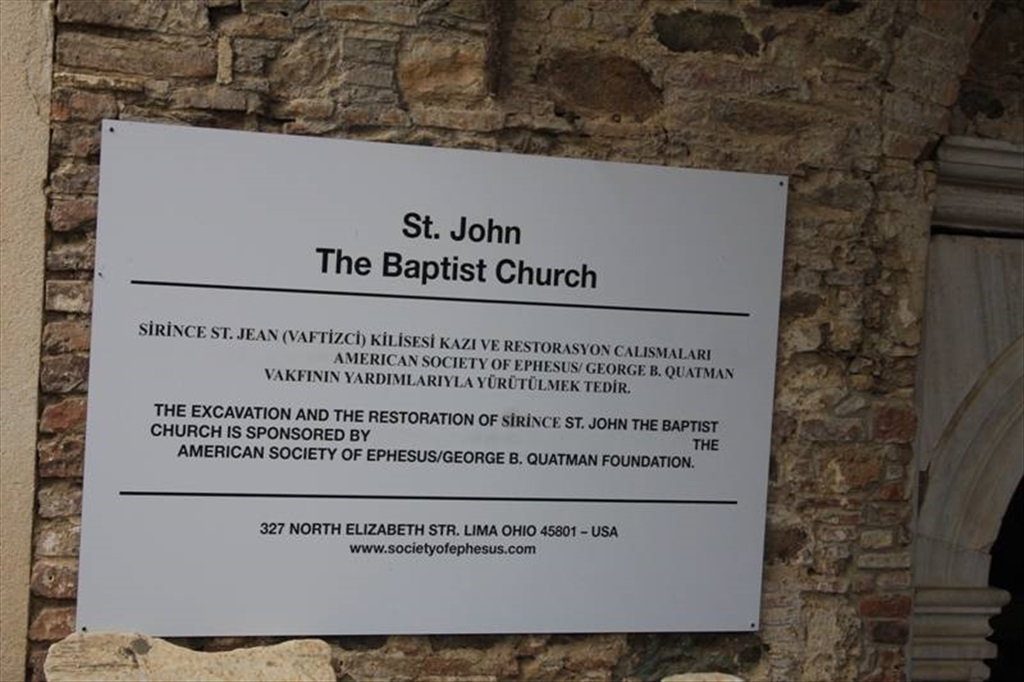 St. John
The Baptist Church
SİRİNCE ST. JEAN (VAFTİZCİ) KİLİSESİ KAZI VE RESTORASYON CALISMALARI
AMERICAN SOCIETY OF EPHESUS/ GEORGE B. QUATMAN
VAKFININ YARDIMLARIYLA YÜRÜTÜLMEK TEDİR.
THE EXCAVATION AND THE RESTORATION OF SİRİNCE ST. JOHN THE BAPTIST
CHURCH IS SPONSORED BY THE
AMERICAN SOCIETY OF EPHESUS/GEORGE B. QUATMAN FOUNDATION.
327 NORTH ELIZABETH STR. LIMA OHIO 45801 – USA
www.societyofephesus.com